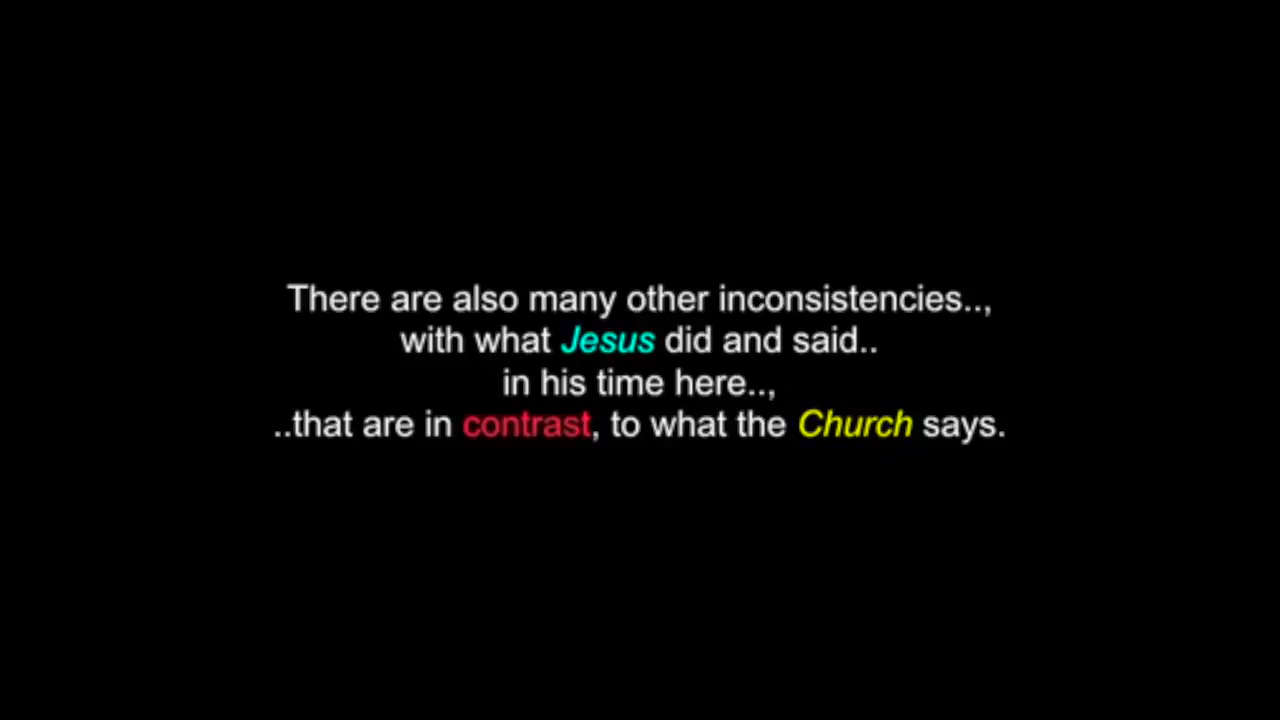 There are also many other inconsistencies..,
with what Jesus did and said..
in his time here..,
..that are in contrast, to what the Church says.